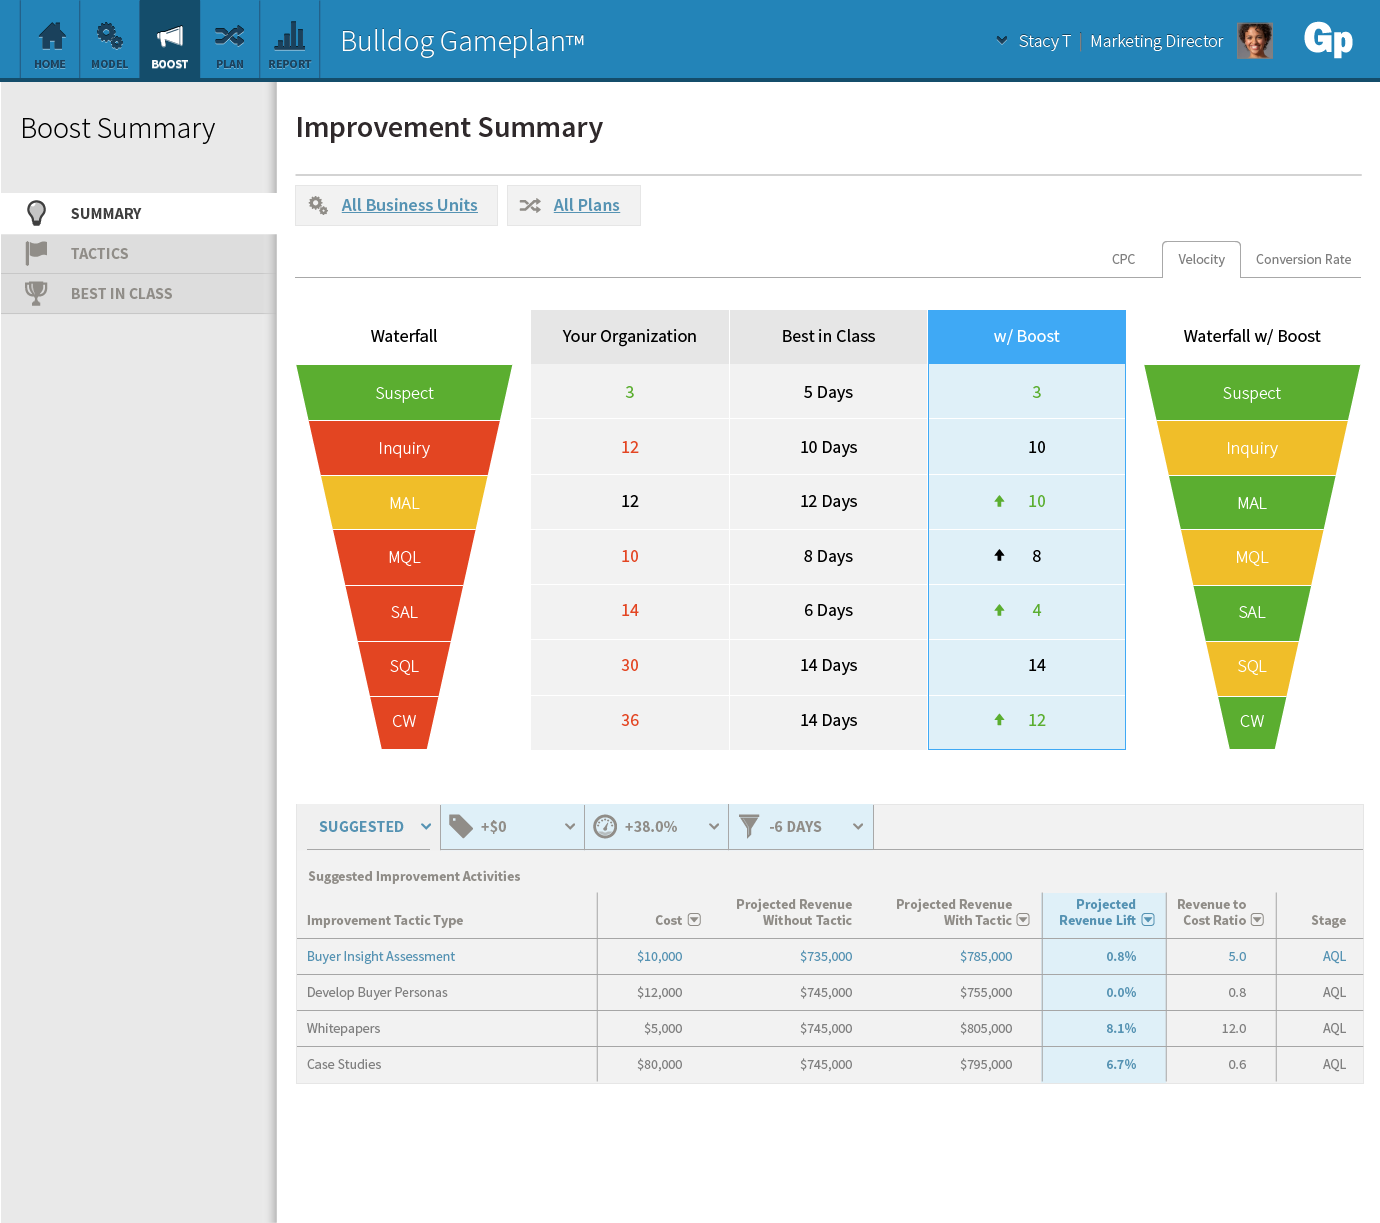 HOME
MODEL
BOOST
PLAN
REPORT
Bulldog Gameplan™
Stacy T | Marketing Director
Gp
Boost Summary
SUMMARY
TACTICS
BEST IN CLASS
Improvement Summary
All Business Units
All Plans
CPC
Velocity
Conversion Rate
Waterfall
Your Organization
Best in Class
w/ Boost
Waterfall w/ Boost
Suspect
3
5 Days
3
Suspect
Inquiry
12
10 Days
10
Inquiry
MAL
12
12 Days
10
MAL
MQL
10
8 Days
8
MQL
SAL
14
6 Days
4
SAL
SQL
30
14 Days
14
SQL
CW
36
14 Days
12
CW
SUGGESTED
+$0
+38.0%
-6 DAYS
Suggested Improvement Activities
Improvement Tactic Type
Cost
Projected Revenue
Without Tactic
Projected Revenue
With Tactic
Projected
Revenue Lift
Revenue to
Cost Ratio
Stage
Buyer Insight Assessment
$10,000
$735,000
$785,000
0.8%
5.0
AQL
Develop Buyer Personas
$12,000
$745,000
$755,000
0.0%
0.8
AQL
Whitepapers
$5,000
$745,000
$805,000
8.1%
12.0
AQL
Case Studies
$80,000
$745,000
$795,000
6.7%
0.6
AQL